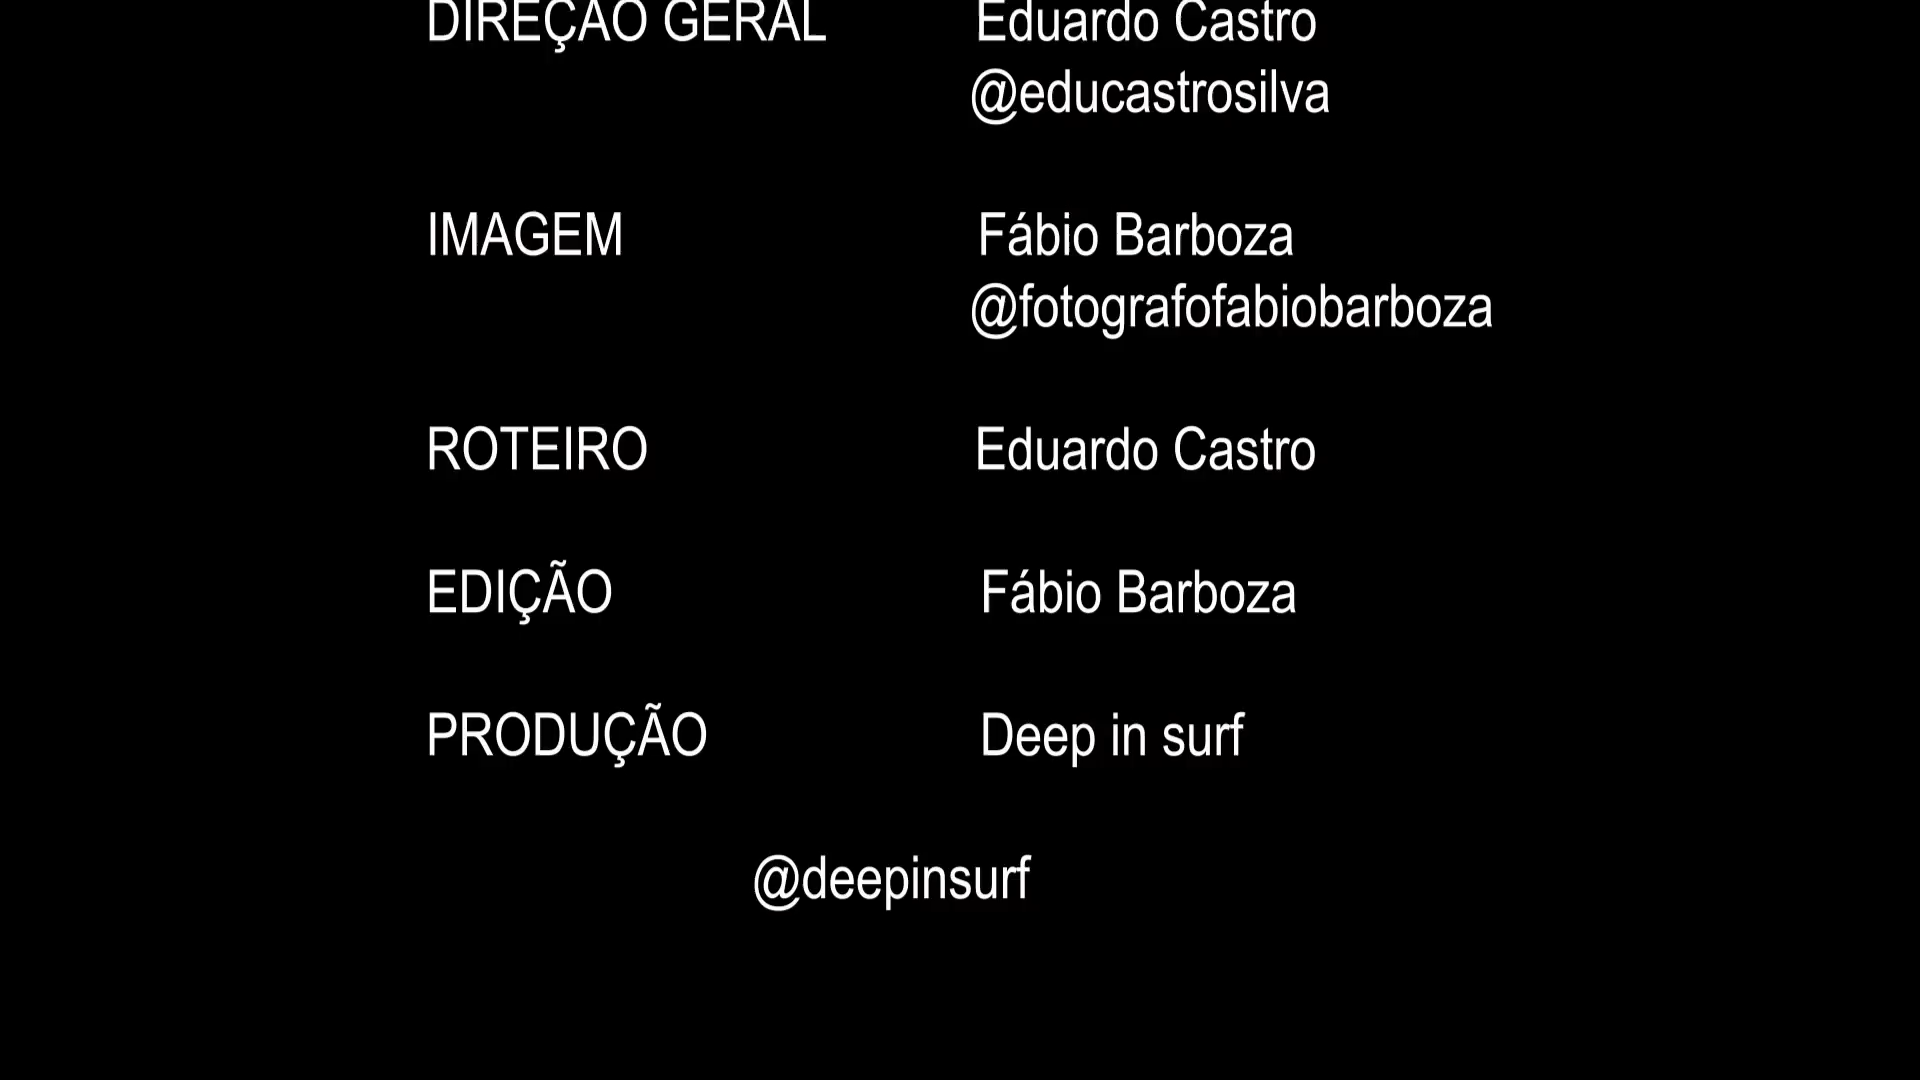 DIREÇÃO GERAL Eduardo Castro
@educastrosilva
IMAGEM Fábio Barboza
@fotografofabiobarboza
ROTEIRO Eduardo Castro
EDIÇÃO Fábio Barboza
PRODUÇÃO Deep in surf
@deepinsurf